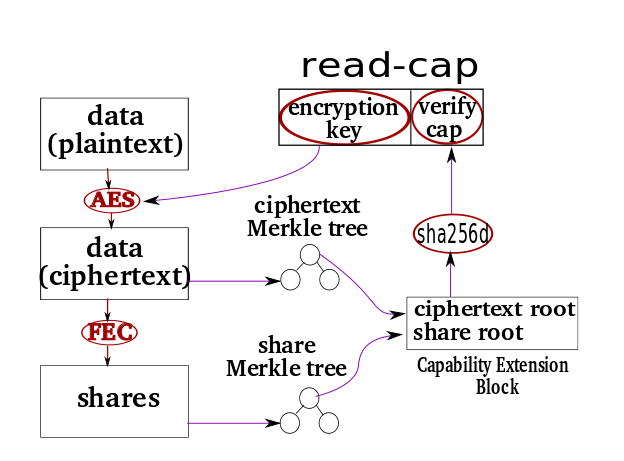 read-cap
encryption
key
verify
cap
data
(plaintext)
AES
ciphertext
Merkle tree
sha256d
data
(ciphertext)
ciphertext root
share root
FEC
share
Merkle tree
Capability Extension
Block
shares